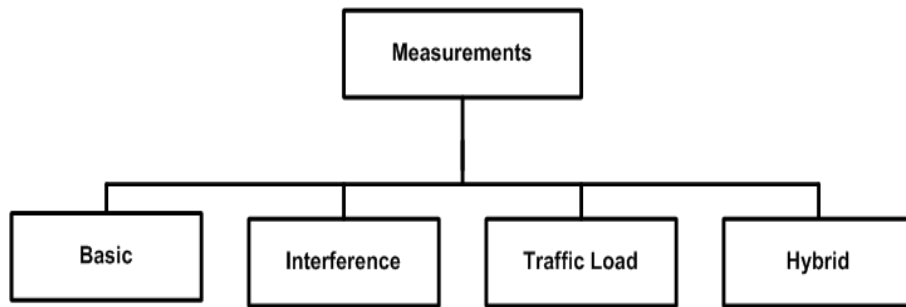 Measurements
Basic
Interference
Traffic Load
Hybrid